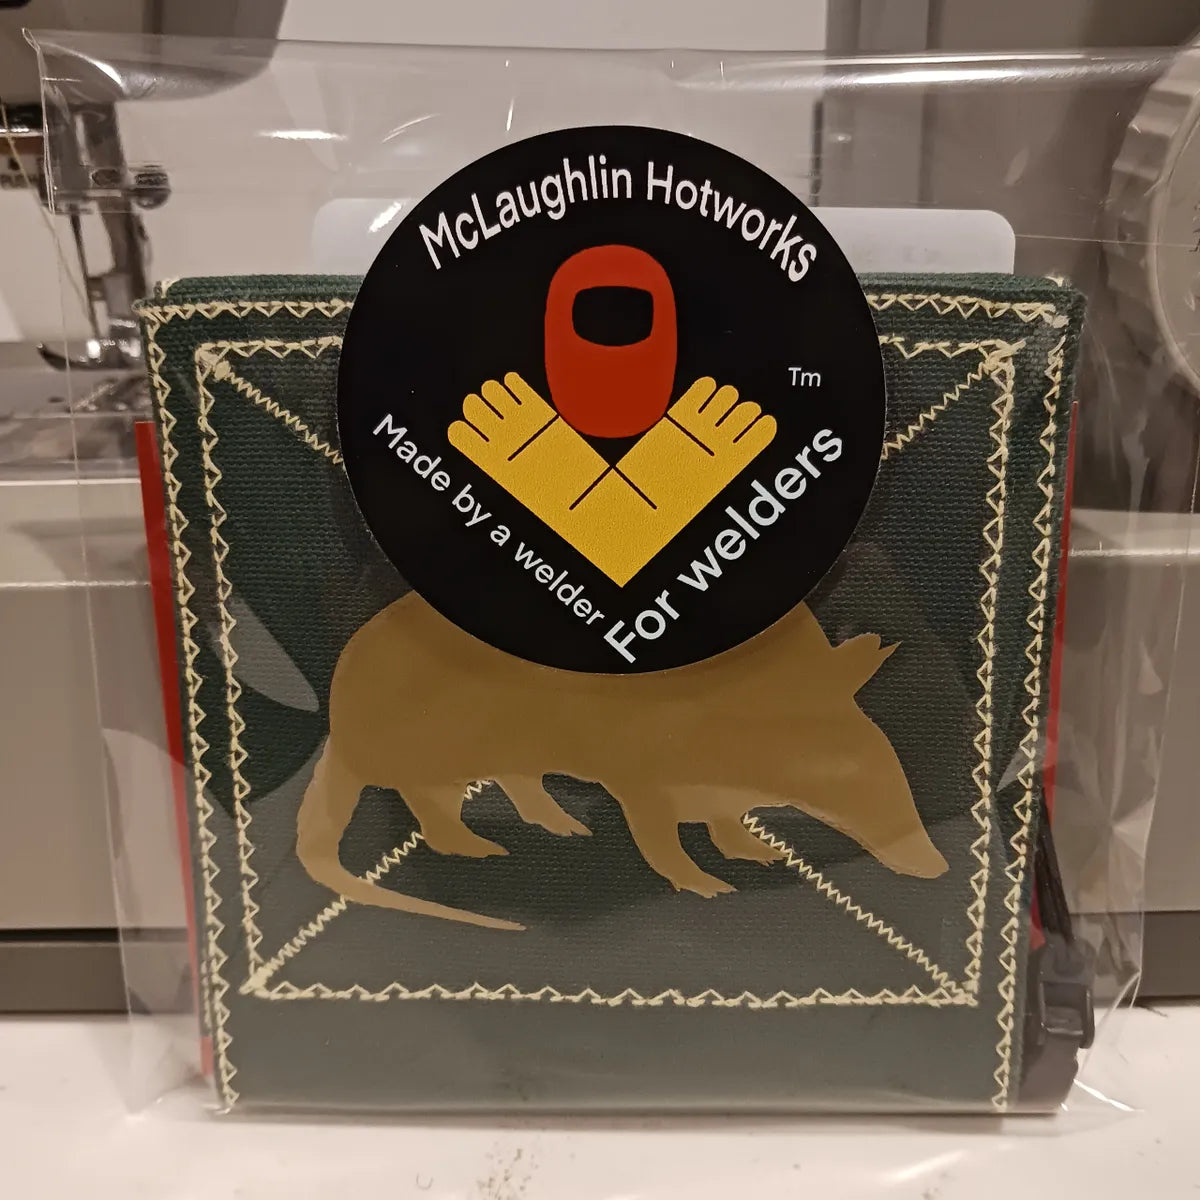 McLaughlin Hotworks
Tm
Made by a welder
For welders